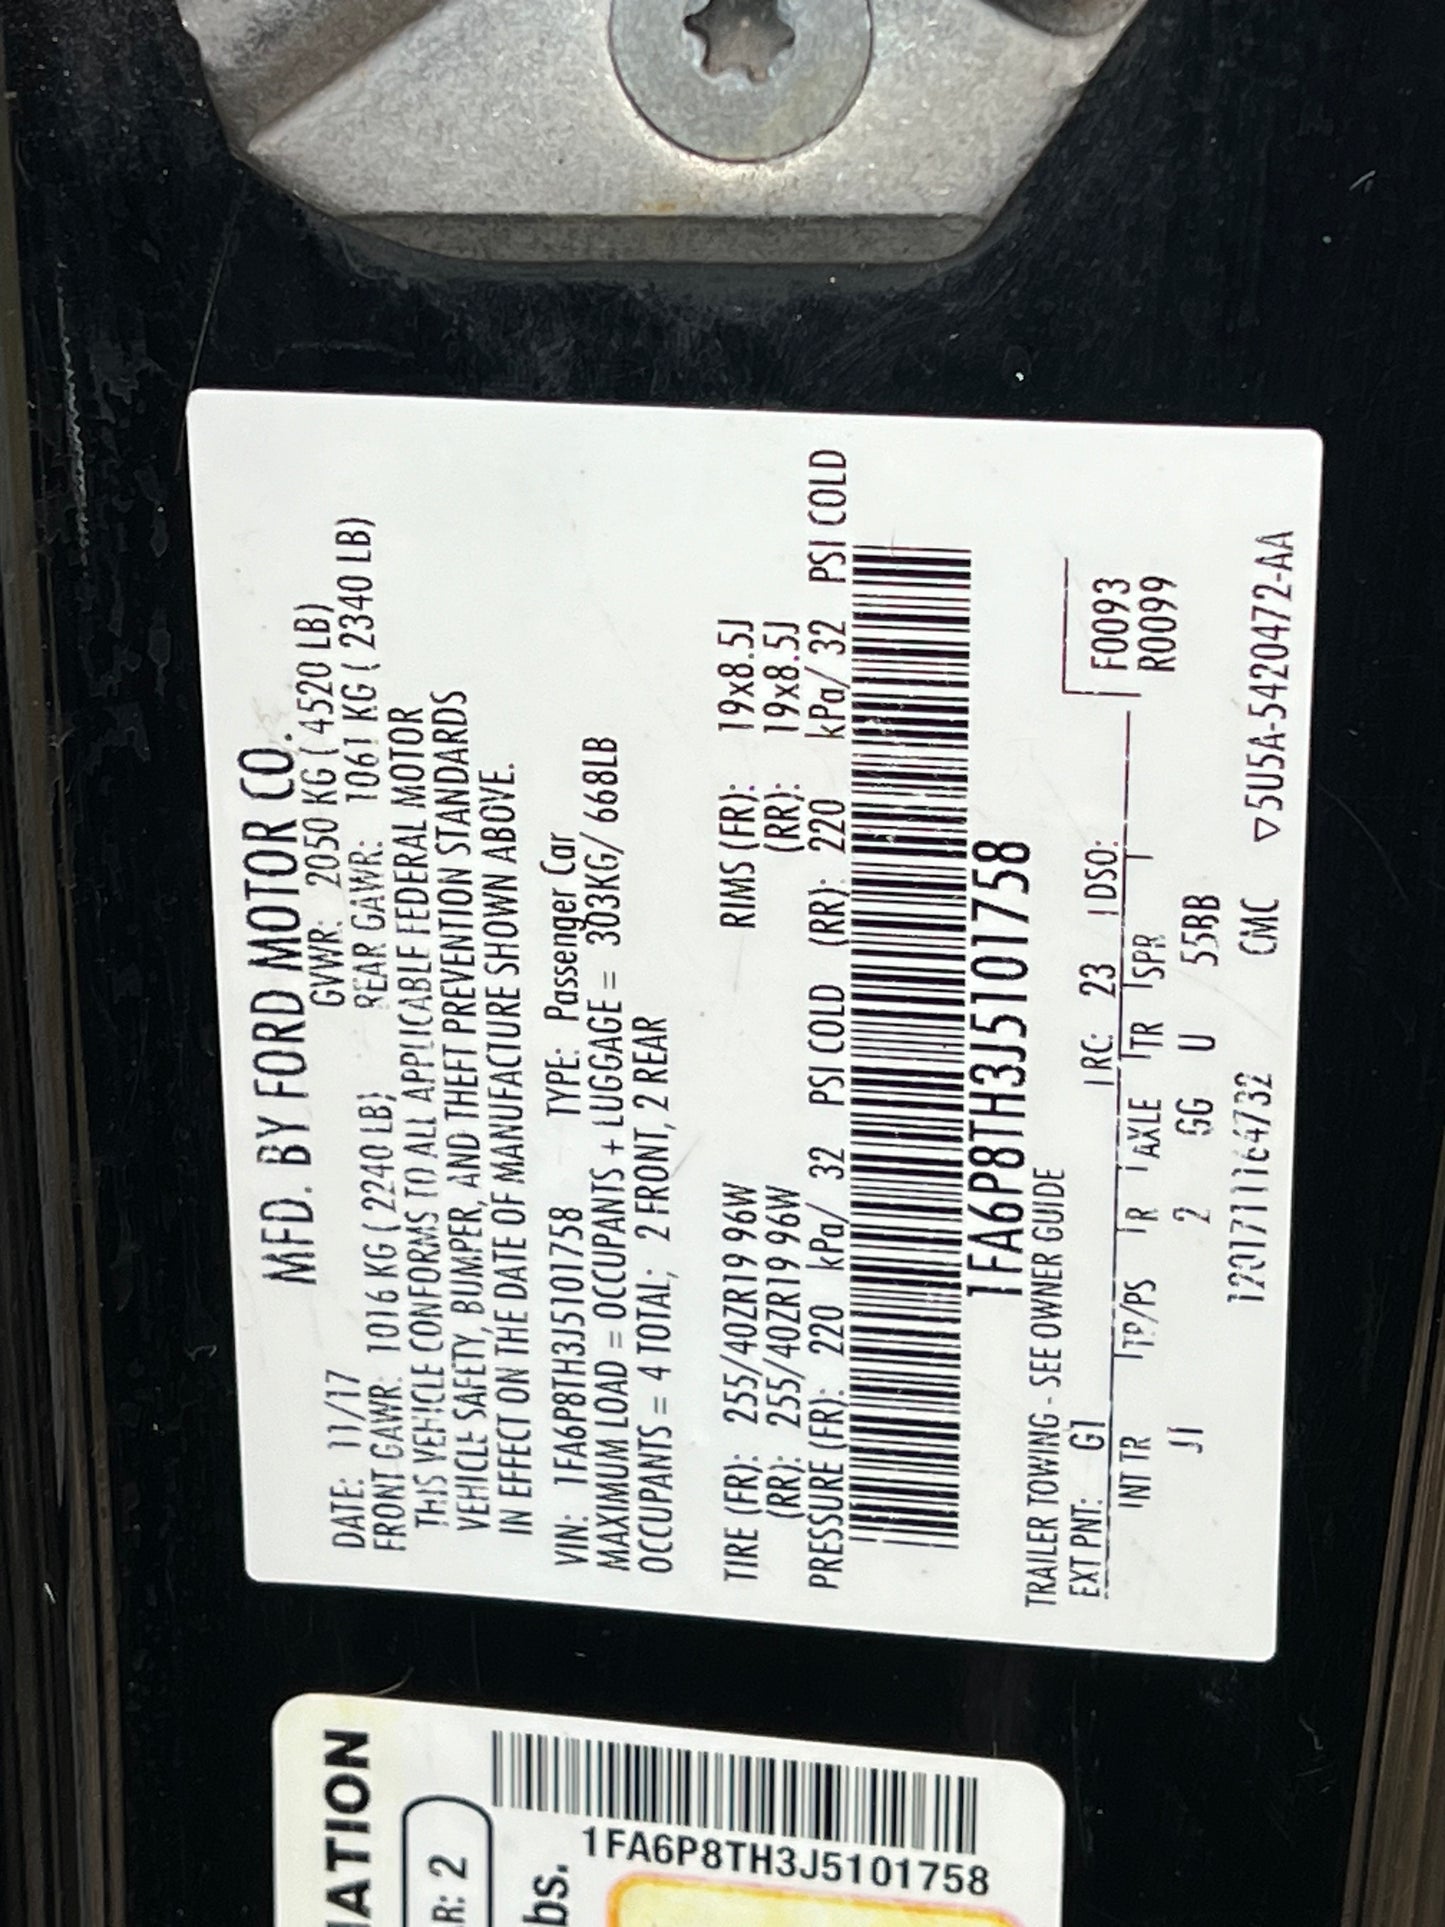 MFD. BY FORD MOTOR CO.
DATE: 11/17 GVWR: 2050 KG ( 4520 LB)
FRONT GAWR: 1016 KG ( 2240 LB) REAR GAWR: 1061 KG ( 2340 LB)
THIS VEHICLE CONFORMS TO ALL APPLICABLE FEDERAL MOTOR
VEHICLE SAFETY, BUMPER, AND THEFT PREVENTION STANDARDS
IN EFFECT ON THE DATE OF MANUFACTURE SHOWN ABOVE.
VIN: 1FA6P8TH3J5101758 TYPE: Passenger Car
MAXIMUM LOAD = OCCUPANTS + LUGGAGE = 303KG/ 668LB
OCCUPANTS = 4 TOTAL; 2 FRONT, 2 REAR
TIRE (FR): 255/40ZR19 96W RIMS (FR): 19x8.5J
(RR): 255/40ZR19 96W (RR): 19x8.5J
PRESSURE (FR): 220 kPa/ 32 PSI COLD (RR): 220 kPa/ 32 PSI COLD
1FA6P8TH3J5101758
TRAILER TOWING - SEE OWNER GUIDE
EXT PNT: G1 RC: 23 DSO: F0093
INT TR TP/PS R AXLE TR SPR R0099
JI 2 GG U 55BB
1201711164732 CMC ▽5U5A-5420472-AA
1FA6P8TH3J5101758